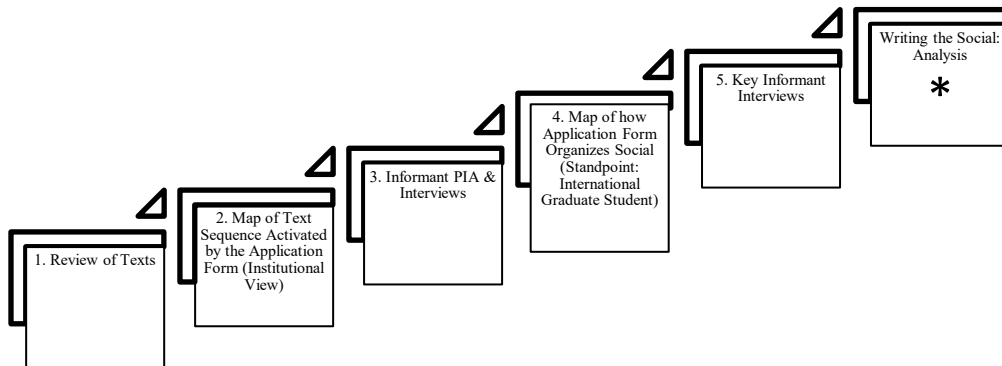 1. Review of Texts
2. Map of Text
Sequence Activated
by the Application
Form (Institutional
View)
3. Informant PIA &
Interviews
4. Map of how
Application Form
Organizes Social
(Standpoint:
International
Graduate Student)
5. Key Informant
Interviews
Writing the Social:
Analysis
*